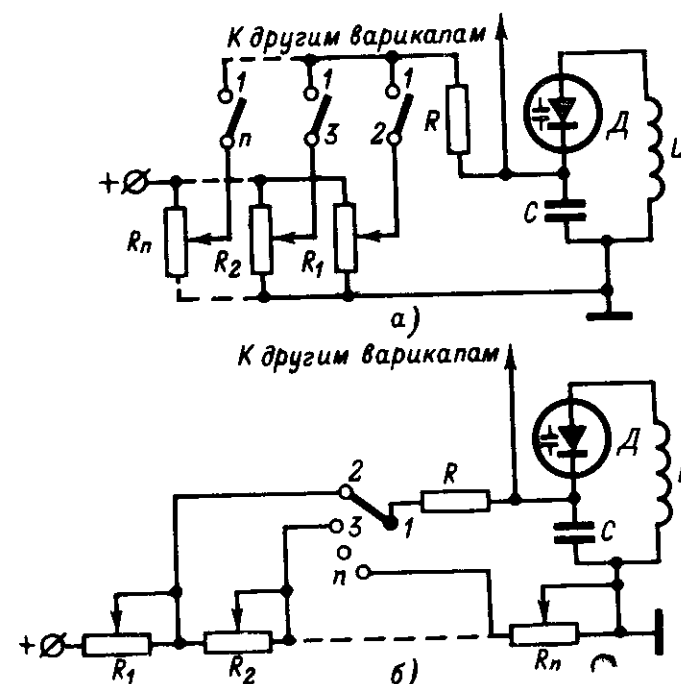 К другим варикапам
1 1 1
n 3 2 R Д L
+ C
Rn R2 R1
а)
К другим варикапам
2 R Д
3 1 C
n
+ R1 R2 Rn
б)